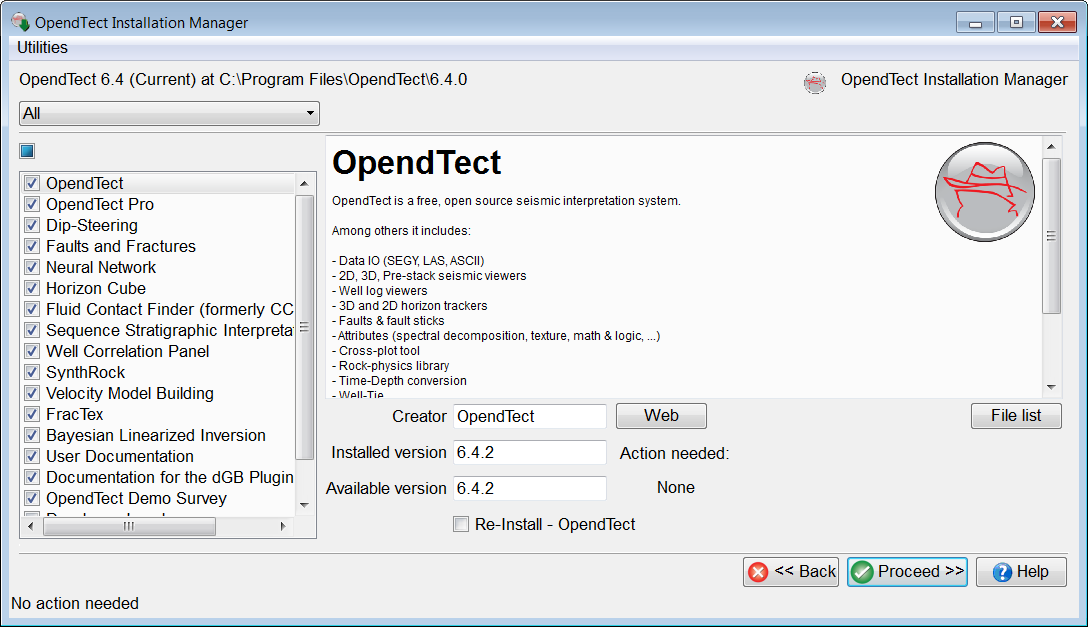 OpendTect Installation Manager
Utilities
OpendTect 6.4 (Current) at C:\Program Files\OpendTect\6.4.0
OpendTect Installation Manager
All
OpendTect
OpendTect Pro
Dip-Steering
Faults and Fractures
Neural Network
Horizon Cube
Fluid Contact Finder (formerly CC
Sequence Stratigraphic Interpreta
Well Correlation Panel
SynthRock
Velocity Model Building
FracTex
Bayesian Linearized Inversion
User Documentation
Documentation for the dGB Plugin
OpendTect Demo Survey
OpendTect
OpendTect is a free, open source seismic interpretation system.
Among others it includes:
- Data IO (SEGY, LAS, ASCII)
- 2D, 3D, Pre-stack seismic viewers
- Well log viewers
- 3D and 2D horizon trackers
- Faults & fault sticks
- Attributes (spectral decomposition, texture, math & logic, ...)
- Cross-plot tool
- Rock-physics library
- Time-Depth conversion
- Well-Tie
Creator OpendTect Web File list
Installed version 6.4.2 Action needed:
Available version 6.4.2 None
Re-Install - OpendTect
<< Back Proceed >> Help
No action needed